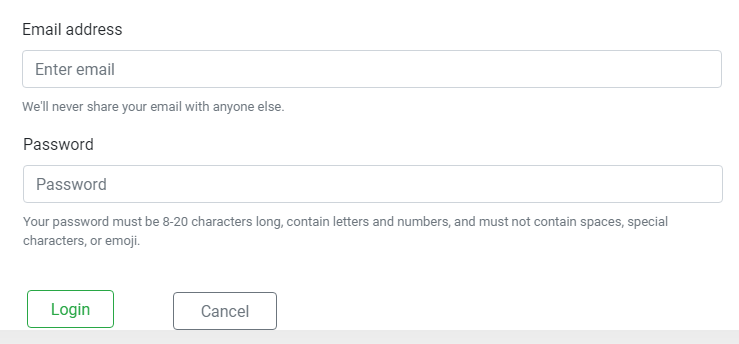 Email address
Enter email
We'll never share your email with anyone else.
Password
Password
Your password must be 8-20 characters long, contain letters and numbers, and must not contain spaces, special
characters, or emoji.
Login Cancel